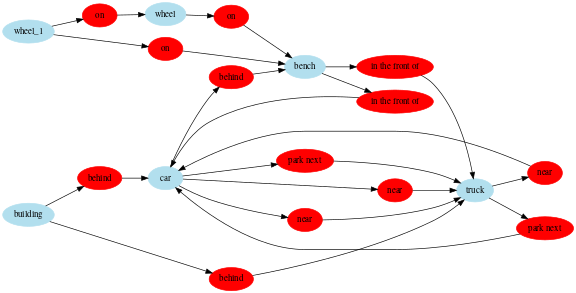 on
wheel
on
wheel_1
on
bench
in the front of
behind
in the front of
park next
behind
car
near
truck
near
building
near
park next
behind